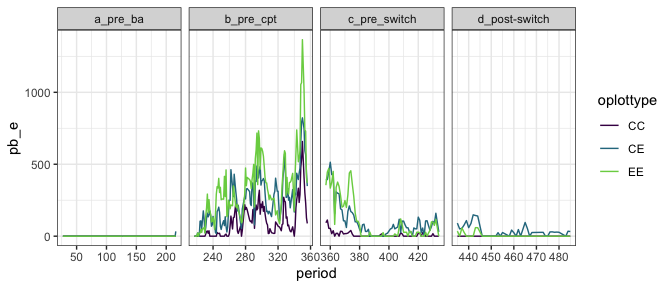 a_pre_ba b_pre_cpt c_pre_switch d_post-switch
pb_e
1000
500
0
50 100 150 200 240 280 320 360 360 380 400 420 440 450 460 470 480
period
oplottype
CC
CE
EE